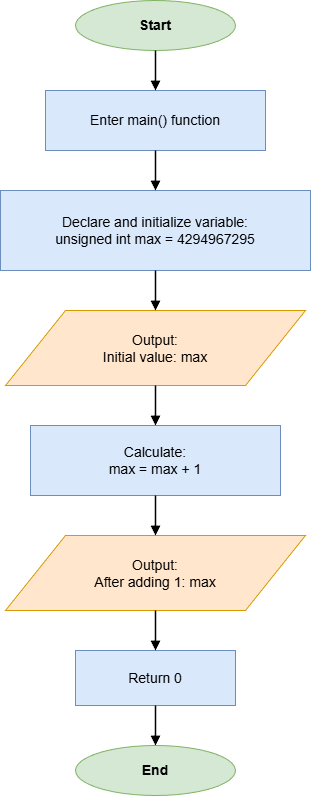 Start
Enter main() function
Declare and initialize variable:
unsigned int max = 4294967295
Output:
Initial value: max
Calculate:
max = max + 1
Output:
After adding 1: max
Return 0
End